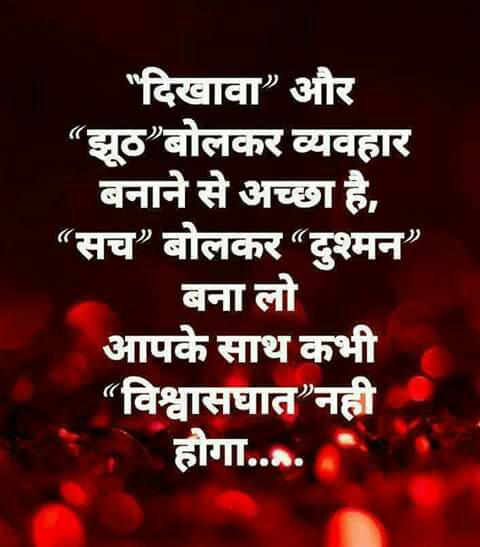 “दिखावा” और
“झूठ”बोलकर व्यवहार
बनाने से अच्छा है,
“सच” बोलकर “दुश्मन”
बना लो
आपके साथ कभी
“विश्वासघात”नही
होगा.....